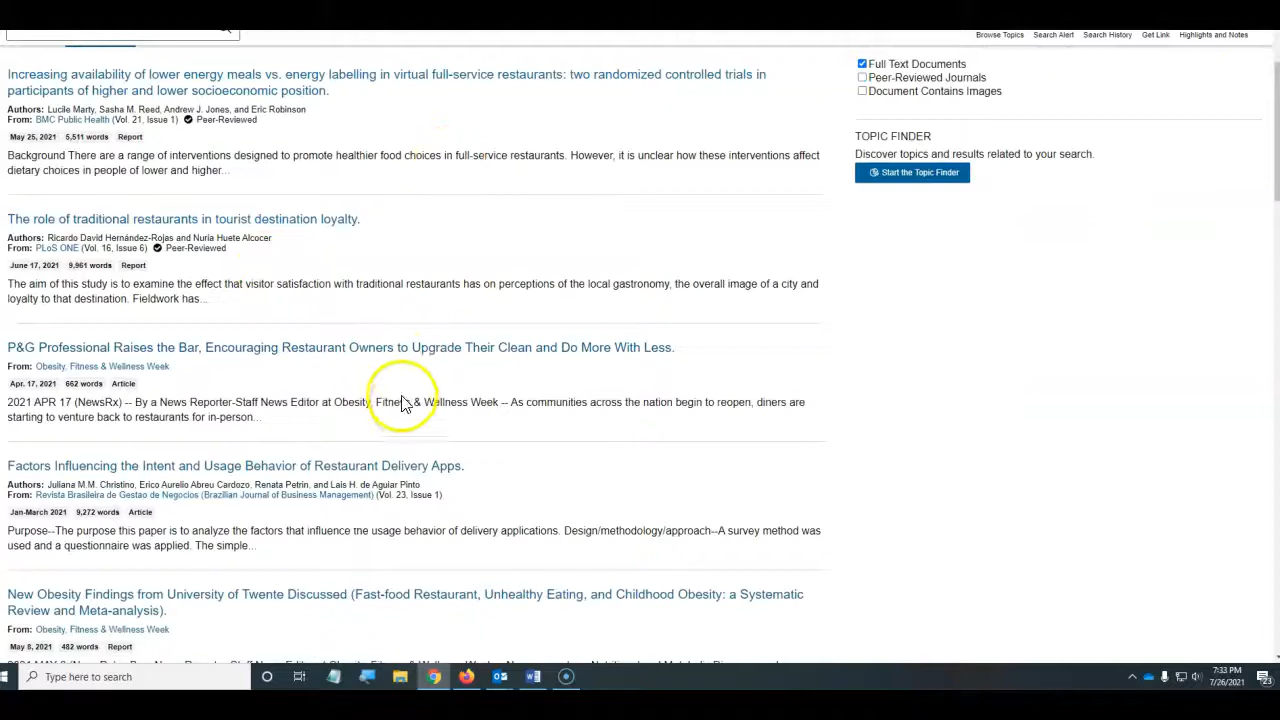 Browse Topics Search Alert Search History Get Link Highlights and Notes
Increasing availability of lower energy meals vs. energy labelling in virtual full-service restaurants: two randomized controlled trials in
participants of higher and lower socioeconomic position.
Authors: Lucile Marty, Sasha M. Reed, Andrew J. Jones, and Eric Robinson
From: BMC Public Health (Vol. 21, Issue 1) Peer-Reviewed
May 25, 2021 5,511 words Report
Background There are a range of interventions designed to promote healthier food choices in full-service restaurants. However, it is unclear how these interventions affect
dietary choices in people of lower and higher...
The role of traditional restaurants in tourist destination loyalty.
Authors: Ricardo David Hernández-Rojas and Nuria Huete Alcocer
From: PLoS ONE (Vol. 16, Issue 6) Peer-Reviewed
June 17, 2021 9,961 words Report
The aim of this study is to examine the effect that visitor satisfaction with traditional restaurants has on perceptions of the local gastronomy, the overall image of a city and
loyalty to that destination. Fieldwork has...
P&G Professional Raises the Bar, Encouraging Restaurant Owners to Upgrade Their Clean and Do More With Less.
From: Obesity, Fitness & Wellness Week
Apr. 17, 2021 662 words Article
2021 APR 17 (NewsRx) -- By a News Reporter-Staff News Editor at Obesity, Fitness & Wellness Week -- As communities across the nation begin to reopen, diners are
starting to venture back to restaurants for in-person...
Factors Influencing the Intent and Usage Behavior of Restaurant Delivery Apps.
Authors: Juliana M.M. Christino, Erico Aurelio Abreu Cardozo, Renata Petrin, and Lais H. de Aguiar Pinto
From: Revista Brasileira de Gestao de Negocios (Brazilian Journal of Business Management) (Vol. 23, Issue 1)
Jan-March 2021 9,272 words Article
Purpose--The purpose this paper is to analyze the factors that influence the usage behavior of delivery applications. Design/methodology/approach--A survey method was
used and a questionnaire was applied. The simple...
New Obesity Findings from University of Twente Discussed (Fast-food Restaurant, Unhealthy Eating, and Childhood Obesity: a Systematic
Review and Meta-analysis).
From: Obesity, Fitness & Wellness Week
May 8, 2021 482 words Report
Full Text Documents
Peer-Reviewed Journals
Document Contains Images
TOPIC FINDER
Discover topics and results related to your search.
Start the Topic Finder
Type here to search
7:33 PM
7/26/2021
23